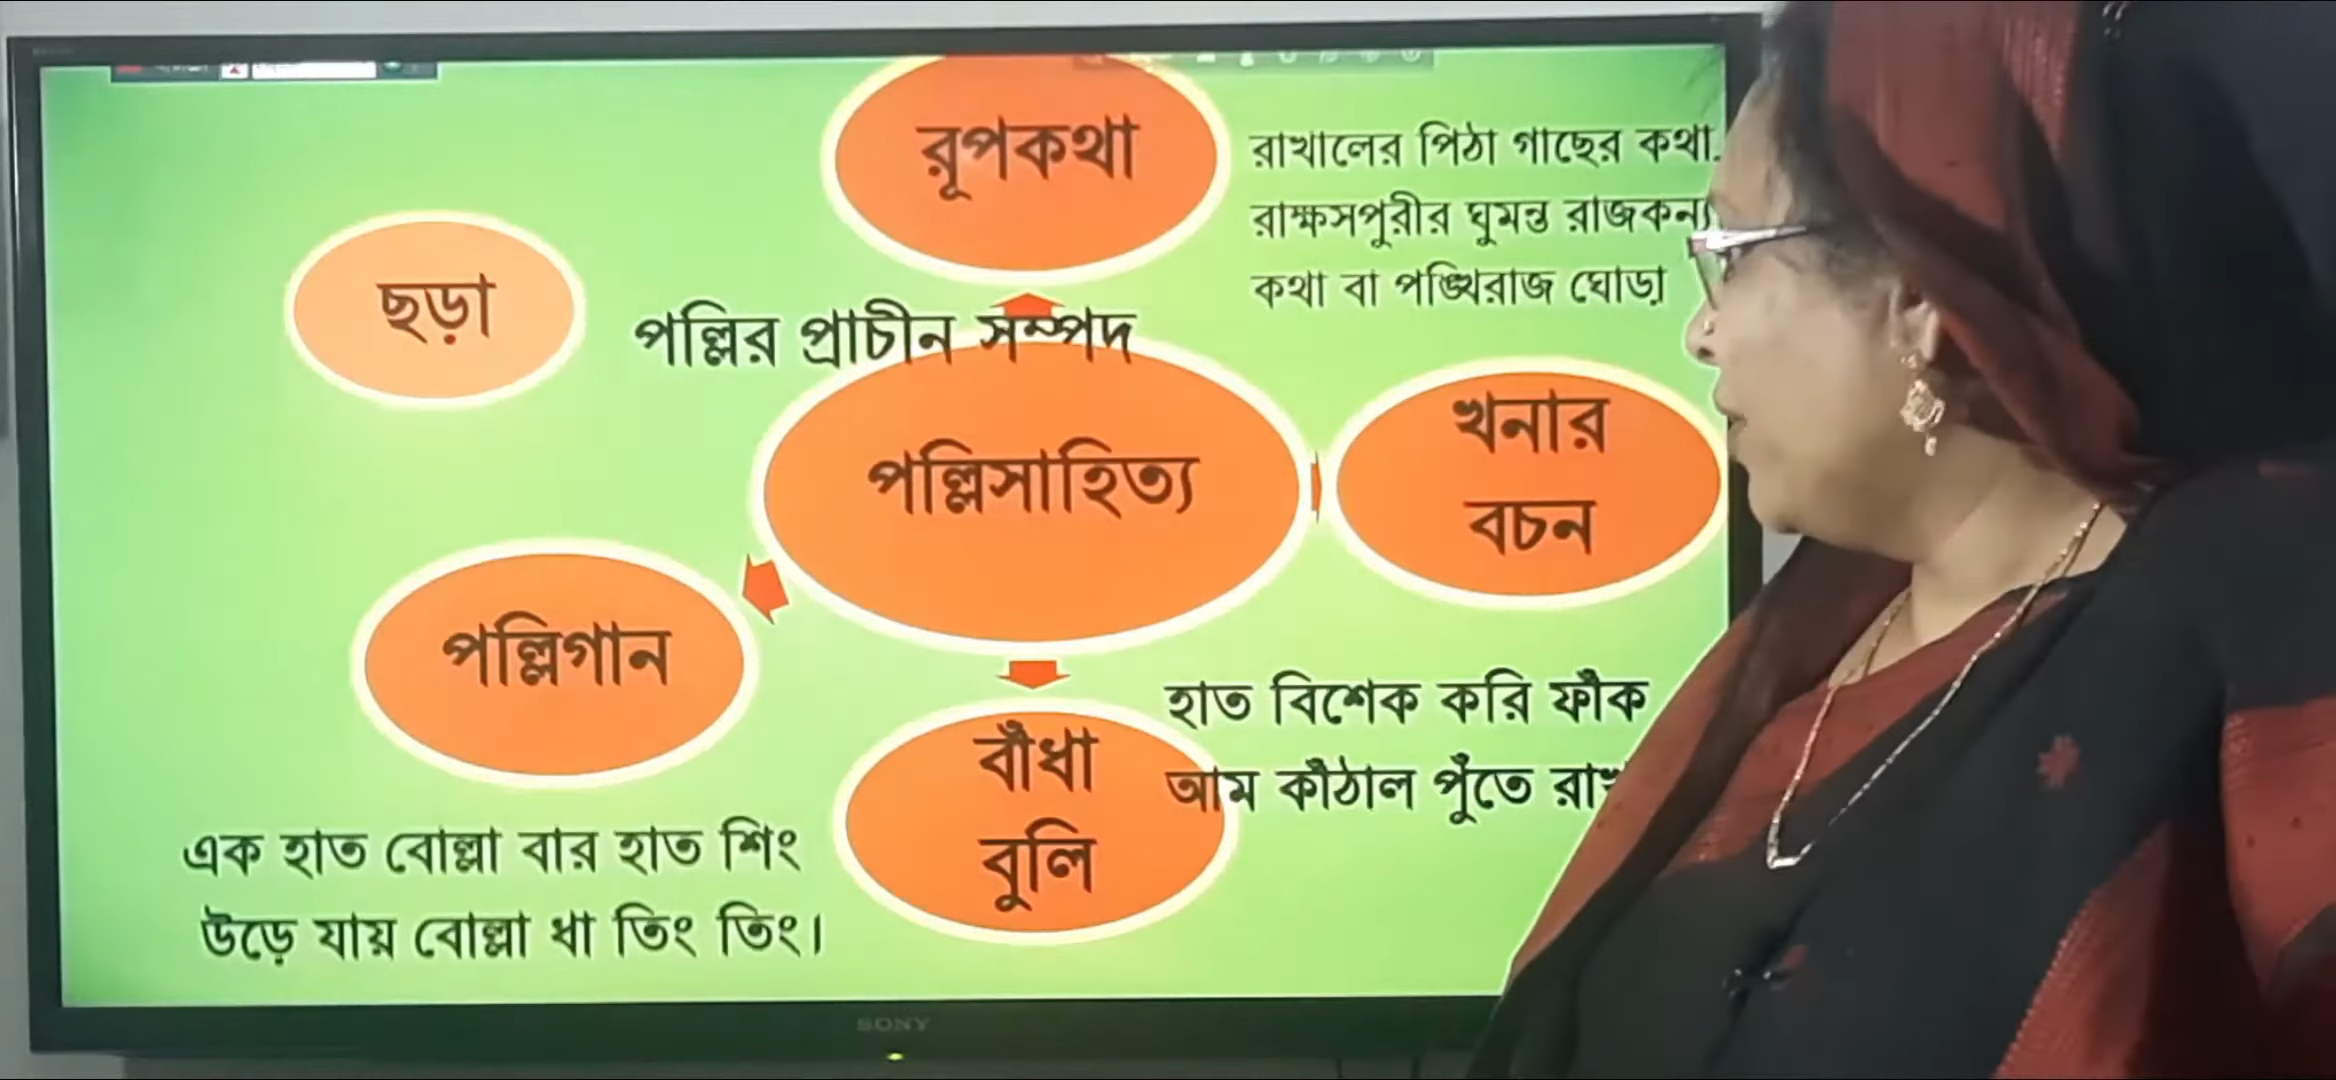 রূপকথা
রাখালের পিঠা গাছের কথা,
রাক্ষসপুরীর ঘুমন্ত
কথা বা পঙ্খিরাজ ঘোড়া
ছড়া
পল্লির প্রাচীন সম্পদ
পল্লিসাহিত্য
খনার
বচন
পল্লিগান
হাত বিশেক করি ফাঁক
আম কাঁঠাল পুঁতে
বাঁধা
বুলি
এক হাত বোল্লা বার হাত শিং
উড়ে যায় বোল্লা ধা তিং তিং।
SONY